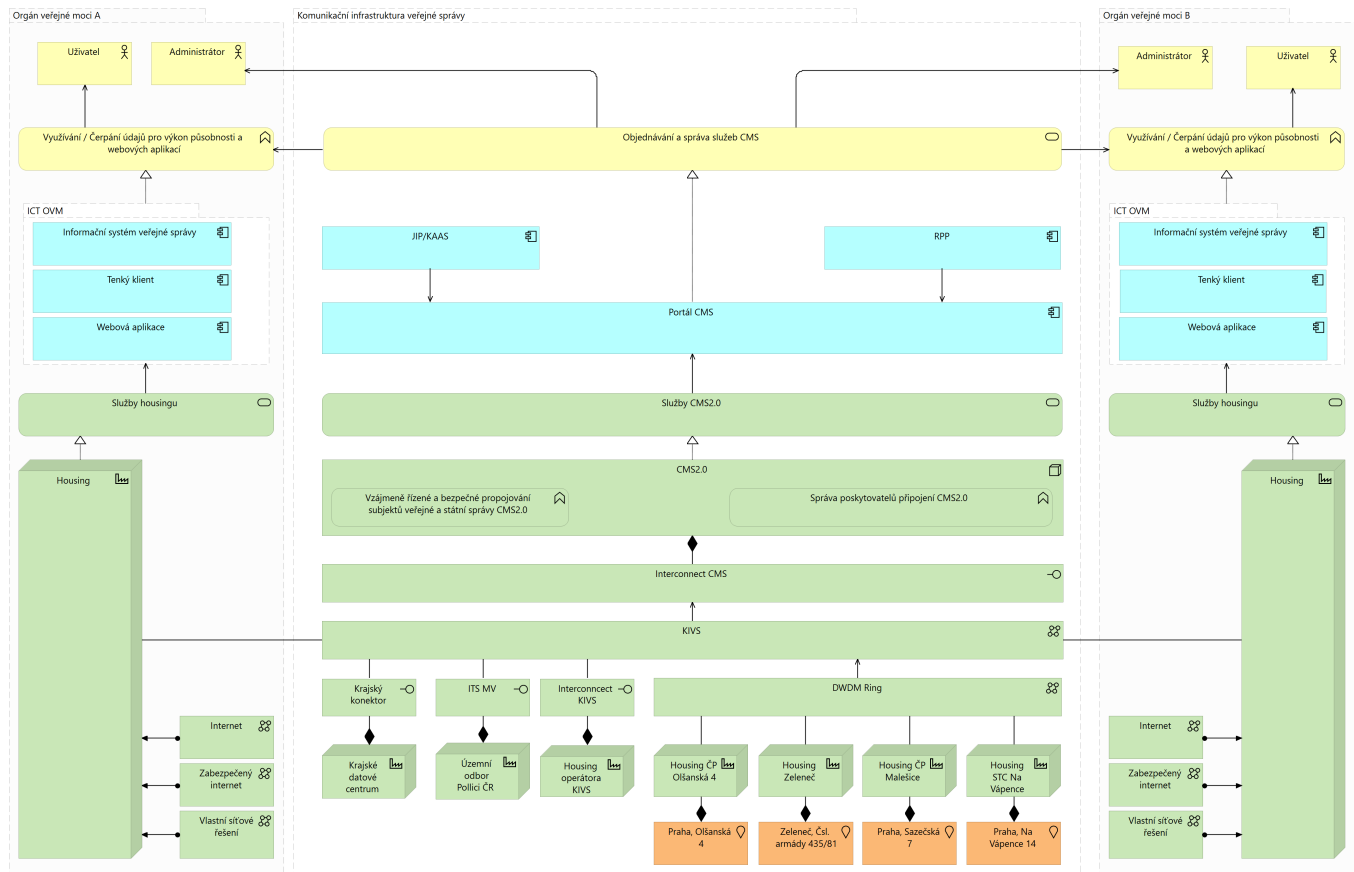 Orgán veřejné moci A
Komunikační infrastruktura veřejné správy
Orgán veřejné moci B
Uživatel
Administrátor
Administrátor
Uživatel
Využívání / Čerpání údajů pro výkon působnosti a
webových aplikací
Objednávání a správa služeb CMS
Využívání / Čerpání údajů pro výkon působnosti
a webových aplikací
ICT OVM
Informační systém veřejné správy
Tenký klient
Webová aplikace
JIP/KAAS
RPP
Portál CMS
ICT OVM
Informační systém veřejné správy
Tenký klient
Webová aplikace
Služby housingu
Služby CMS2.0
Služby housingu
Housing
CMS2.0
Vzájmeně řízené a bezpečné propojování
subjektů veřejné a státní správy CMS2.0
Správa poskytovatelů připojení CMS2.0
Housing
Interconnect CMS
KIVS
Krajský
konektor
ITS MV
Interconncect
KIVS
DWDM Ring
Internet
Zabezpečený
internet
Vlastní síťové
řešení
Krajské
datové
centrum
Územní
odbor
Pollici ČR
Housing
operátora
KIVS
Housing ČP
Olšanská 4
Housing
Zeleneč
Housing ČP
Malešice
Housing
STC Na
Vápence
Praha, Olšanská
4
Zeleneč, Čsl.
armády 435/81
Praha, Sazečská
7
Praha, Na
Vápence 14
Internet
Zabezpečený
internet
Vlastní síťové
řešení